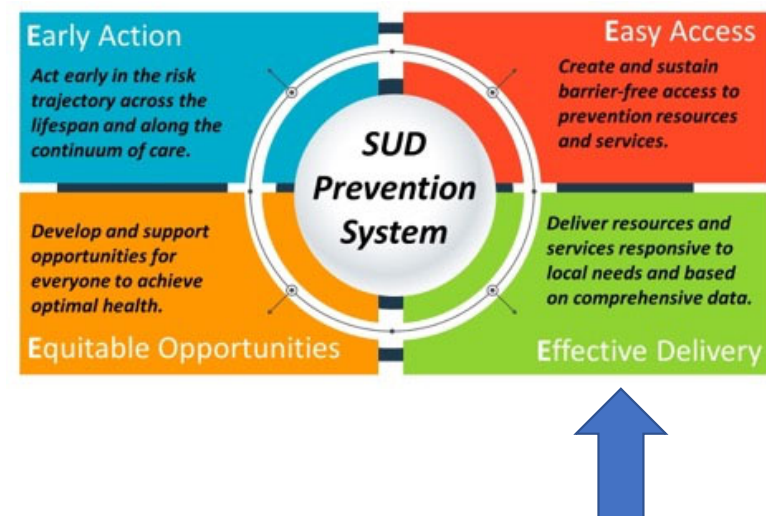 Early Action
Act early in the risk
trajectory across the
lifespan and along the
continuum of care.
Easy Access
Create and sustain
barrier-free access to
prevention resources
and services.
SUD
Prevention
System
Develop and support
opportunities for
everyone to achieve
optimal health.
Equitable Opportunities
Deliver resources and
services responsive to
local needs and based
on comprehensive data.
Effective Delivery